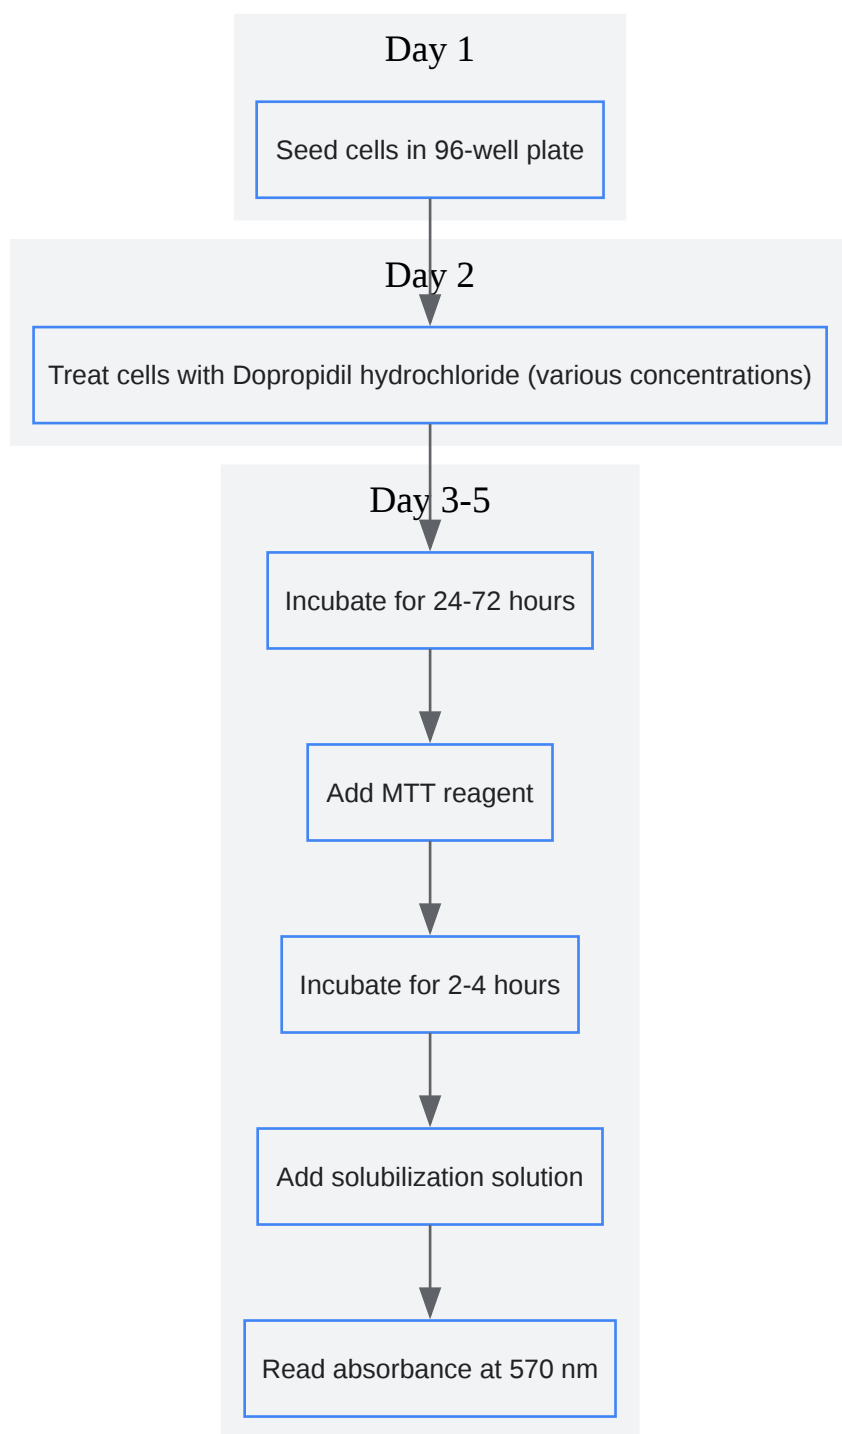 Day 1
Seed cells in 96-well plate
Day 2
Treat cells with Dopropidil hydrochloride (various concentrations)
Day 3-5
Incubate for 24-72 hours
Add MTT reagent
Incubate for 2-4 hours
Add solubilization solution
Read absorbance at 570 nm